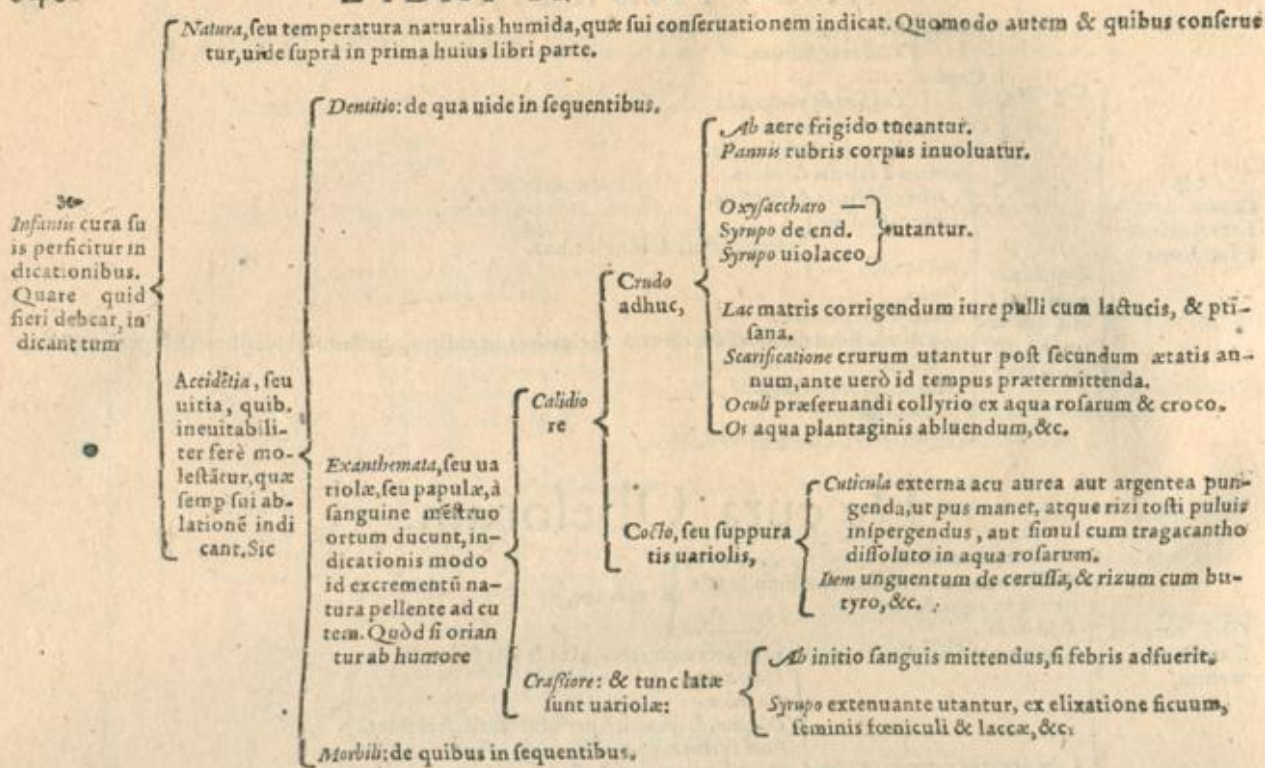 Natura, seu temperatura naturalis humida, quæ sui conseruationem indicat. Quomodo autem & quibus conserue
tur, uide suprà in prima huius libri parte.
36
Infantis cura su
is perficitur in
dicationibus.
Quare quid
fieri debear, in
dicant tum
Accidẽtia, seu
uitia, quib.
ineuitabili-
ter ferè mo-
lestãtur, quæ
semp sui ab-
lationẽ indi
cant. Sic
Dentitio: de qua uide in sequentibus.
Exanthemata, seu ua
riolæ, seu papulæ, à
sanguine mẽstruo
ortum ducunt, in-
dicationis modo
id excrementũ na-
tura pellente ad cu
tem. Quòd si orian
tur ab humore
Calidio
re
Crudo
adhuc,
Ab aere frigido tueantur.
Pannis rubris corpus inuoluatur.
Oxysaccharo
Syrupo de end.
Syrupo uiolaceo
utantur.
Lac matris corrigendum iure pulli cum lactucis, & pti-
sana.
Scarificatione crurum utantur post secundum ætatis an-
num, ante uerò id tempus prætermittenda.
Oculi præseruandi collyrio ex aqua rosarum & croco.
Os aqua plantaginis abluendum, &c.
Cocto, seu suppura
tis uariolis,
Cuticula externa acu aurea aut argentea pun-
genda, ut pus manet, atque rizi tosti puluis
inspergendus, aut simul cum tragacantho
dissoluto in aqua rosarum.
Item unguentum de cerussa, & rizum cum bu-
tyro, &c.
Crassiore: & tunc latæ
sunt uariolæ:
Ab initio sanguis mittendus, si febris adfuerit.
Syrupo extenuante utantur, ex elixatione ficuum,
seminis fœniculi & laccæ, &c.
Morbili: de quibus in sequentibus.